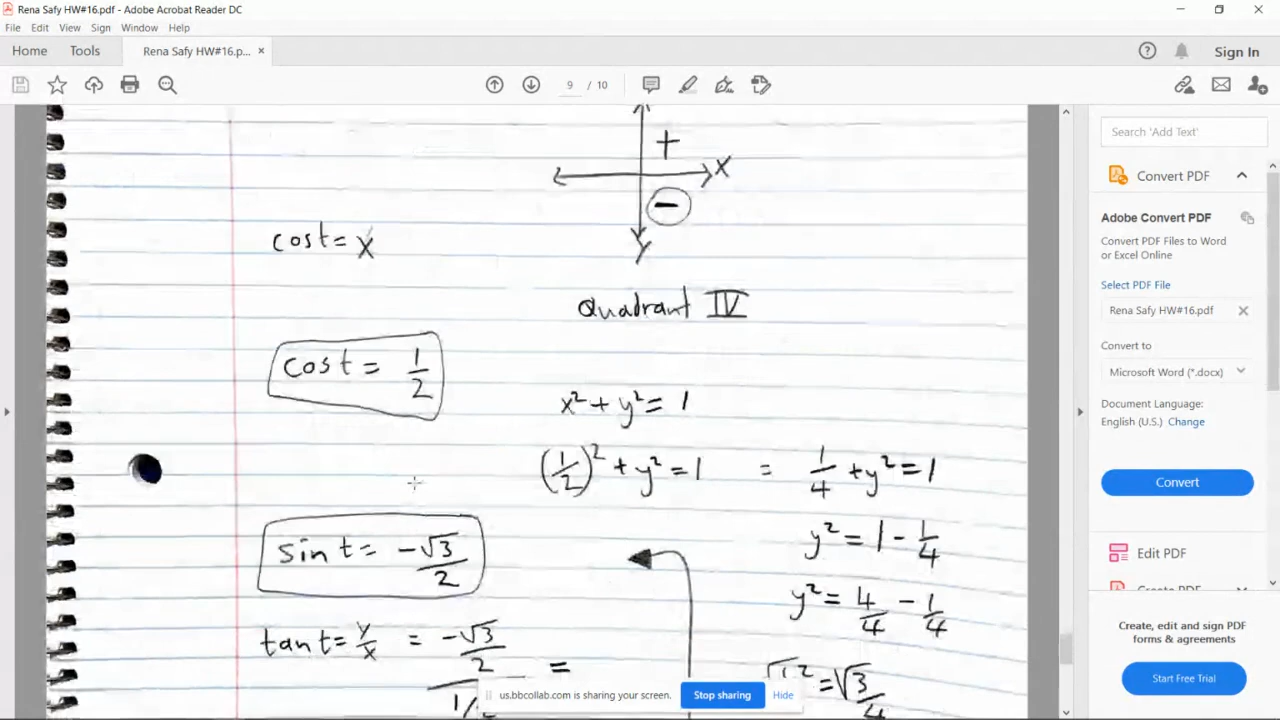 Rena Safy HW#16.pdf - Adobe Acrobat Reader DC
File Edit View Sign Window Help
Home Tools Rena Safy HW#16.p... ×
? Sign In
9 / 10
+
X
−
y
cost = x
Quadrant IV
cost = 1/2
x² + y² = 1
(1/2)² + y² = 1 = 1/4 + y² = 1
y² = 1 - 1/4
sin t = -√3/2
y² = 4/4 - 1/4
tan t = y/x = -√3/2 =
= √3/4
us.bbcollab.com is sharing your screen. Stop sharing Hide
Search 'Add Text'
Convert PDF
Adobe Convert PDF
Convert PDF Files to Word
or Excel Online
Select PDF File
Rena Safy HW#16.pdf
Convert to
Microsoft Word (*.docx)
Document Language:
English (U.S.) Change
Convert
Edit PDF
Create, edit and sign PDF
forms & agreements
Start Free Trial